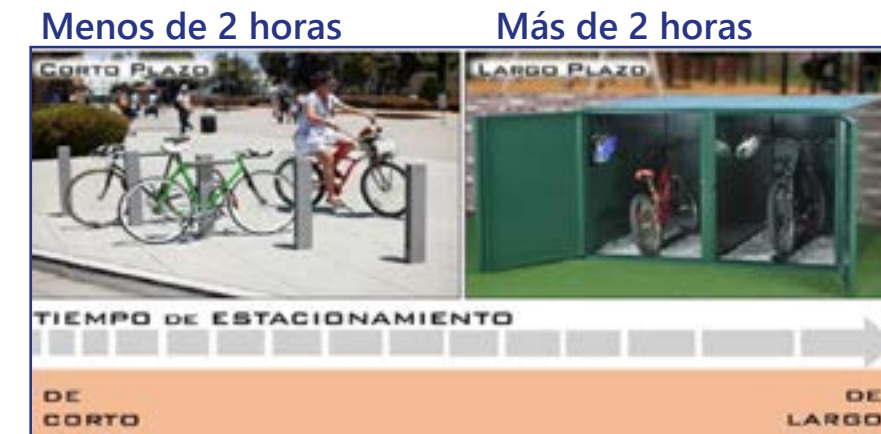 Menos de 2 horas
Más de 2 horas
CORTO PLAZO
LARGO PLAZO
TIEMPO DE ESTACIONAMIENTO
DE
CORTO
DE
LARGO